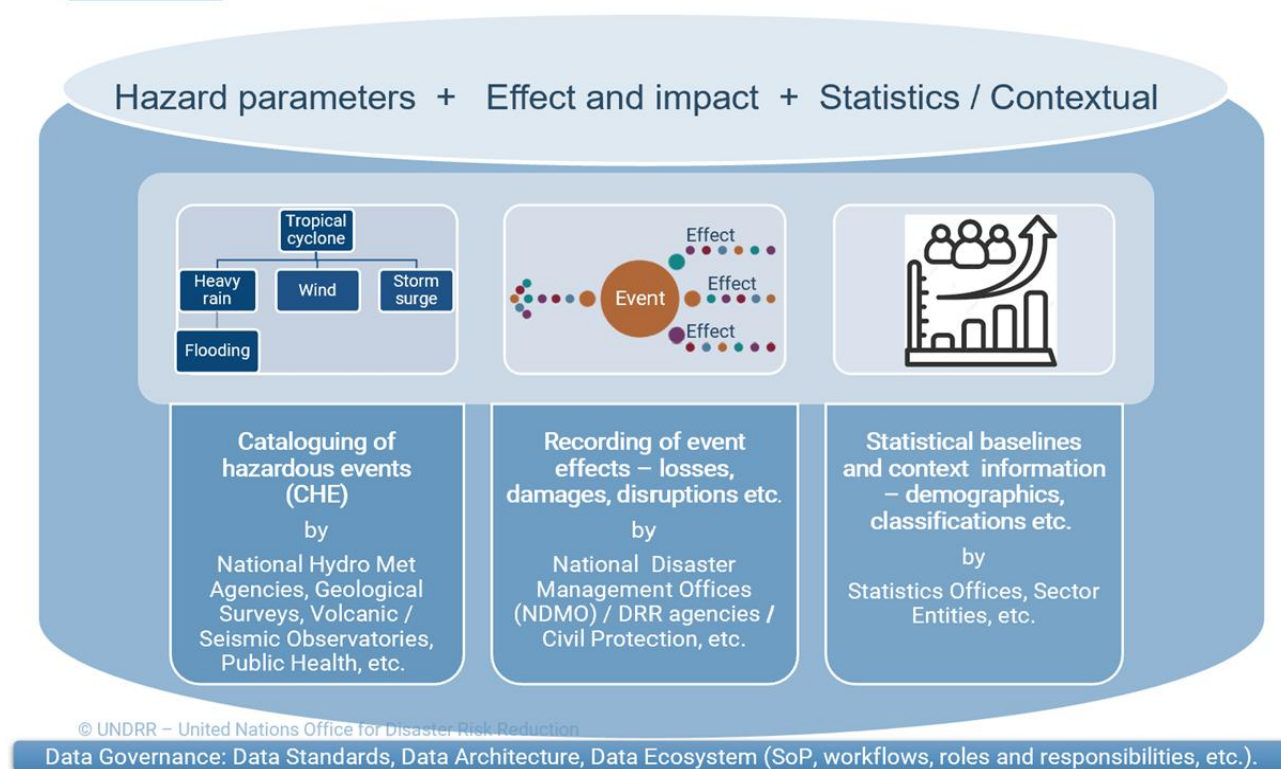 Hazard parameters + Effect and impact + Statistics / Contextual
Tropical
cyclone
Heavy
rain
Wind
Storm
surge
Flooding
Event
Effect
Effect
Effect
Cataloguing of
hazardous events
(CHE)
by
National Hydro Met
Agencies, Geological
Surveys, Volcanic /
Seismic Observatories,
Public Health, etc.
Recording of event
effects – losses,
damages, disruptions etc.
by
National Disaster
Management Offices
(NDMO) / DRR agencies /
Civil Protection, etc.
Statistical baselines
and context information
– demographics,
classifications etc.
by
Statistics Offices, Sector
Entities, etc.
© UNDRR – United Nations Office for Disaster Risk Reduction
Data Governance: Data Standards, Data Architecture, Data Ecosystem (SoP, workflows, roles and responsibilities, etc.).